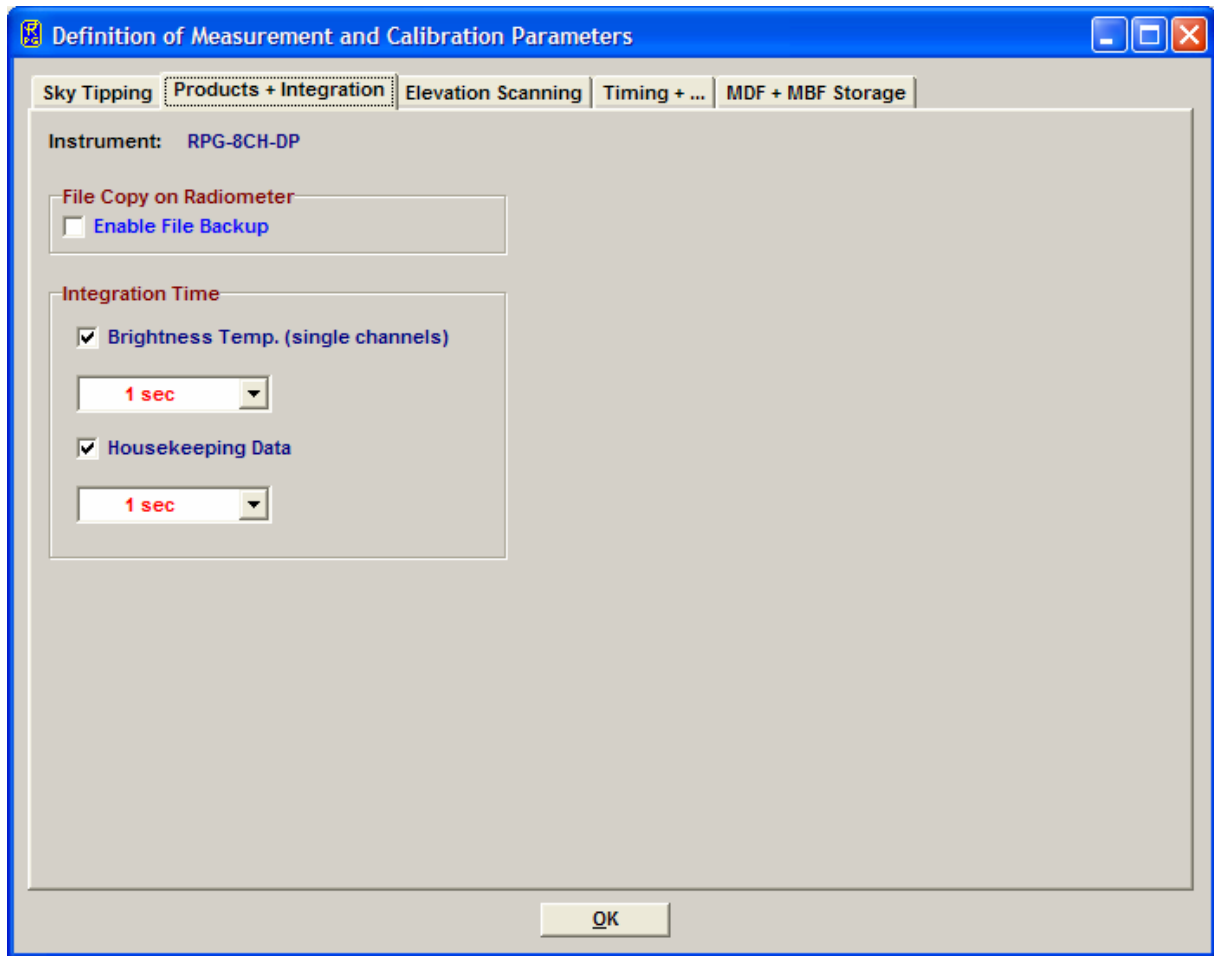 Definition of Measurement and Calibration Parameters
Sky Tipping Products + Integration Elevation Scanning Timing + ... MDF + MBF Storage
Instrument: RPG-8CH-DP
File Copy on Radiometer
Enable File Backup
Integration Time
Brightness Temp. (single channels)
1 sec
Housekeeping Data
1 sec
OK